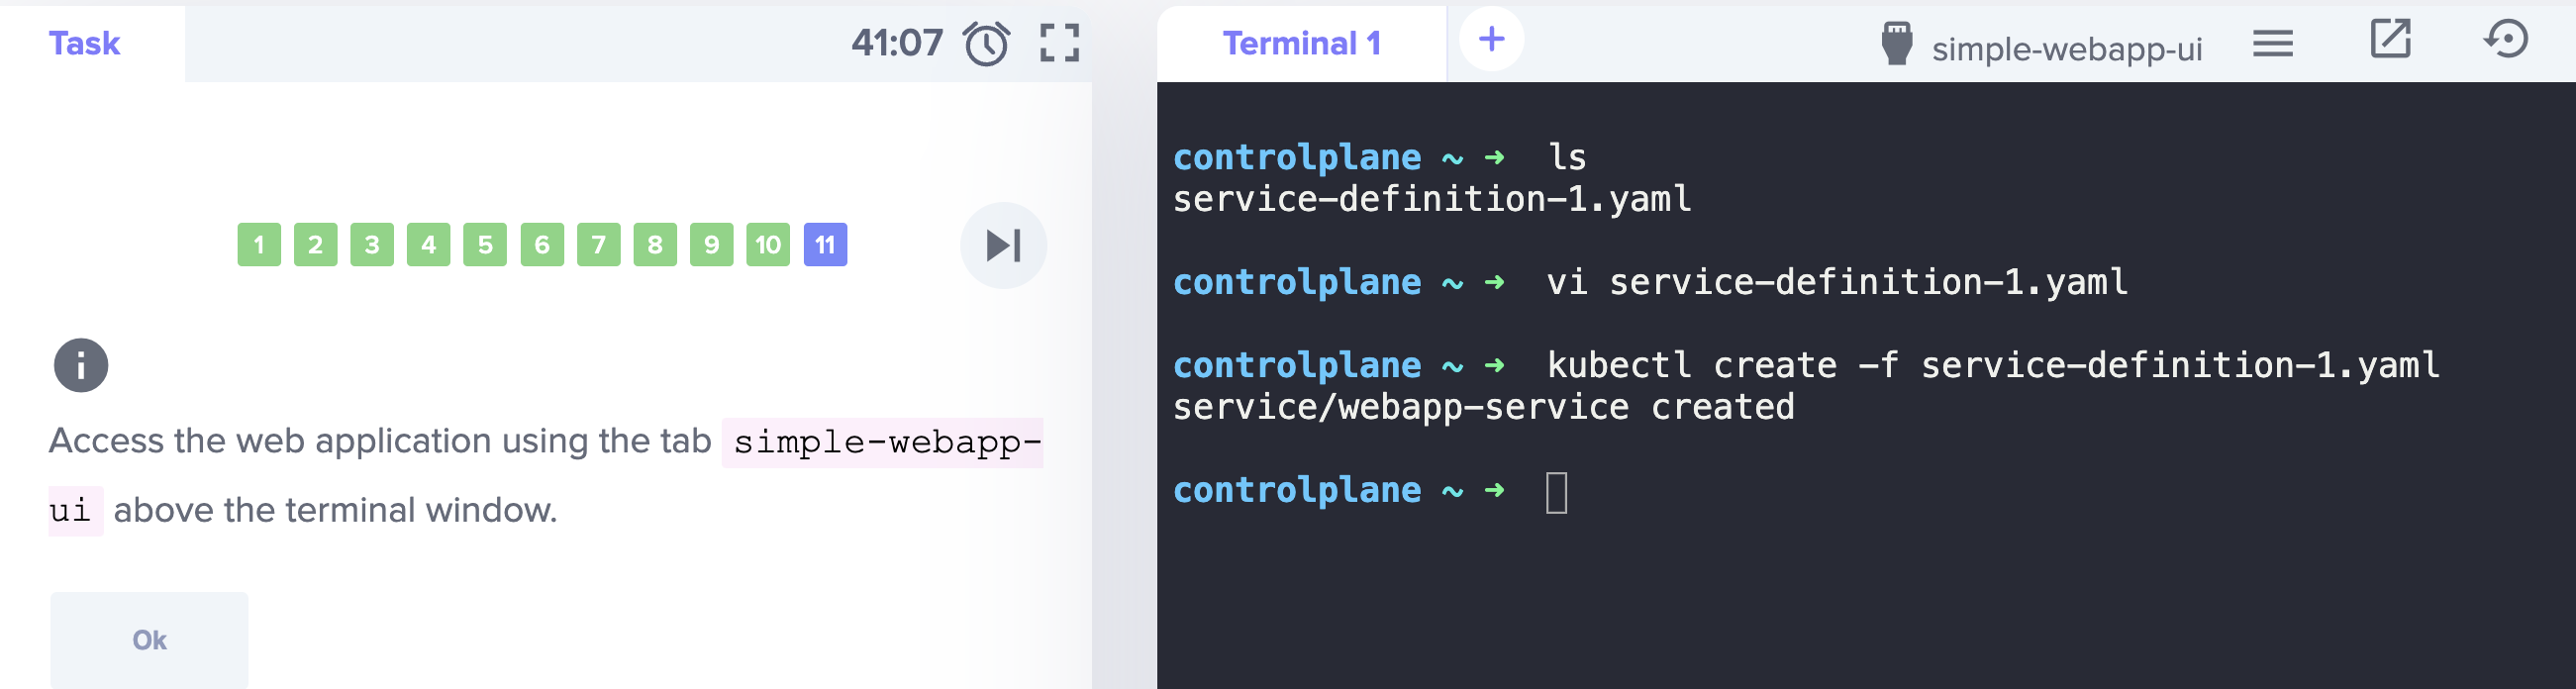 Task
41:07
Terminal 1
+
simple-webapp-ui
1 2 3 4 5 6 7 8 9 10 11
i
Access the web application using the tab simple-webapp-
ui above the terminal window.
Ok
controlplane ~ ➜  ls
service-definition-1.yaml
controlplane ~ ➜  vi service-definition-1.yaml
controlplane ~ ➜  kubectl create -f service-definition-1.yaml
service/webapp-service created
controlplane ~ ➜